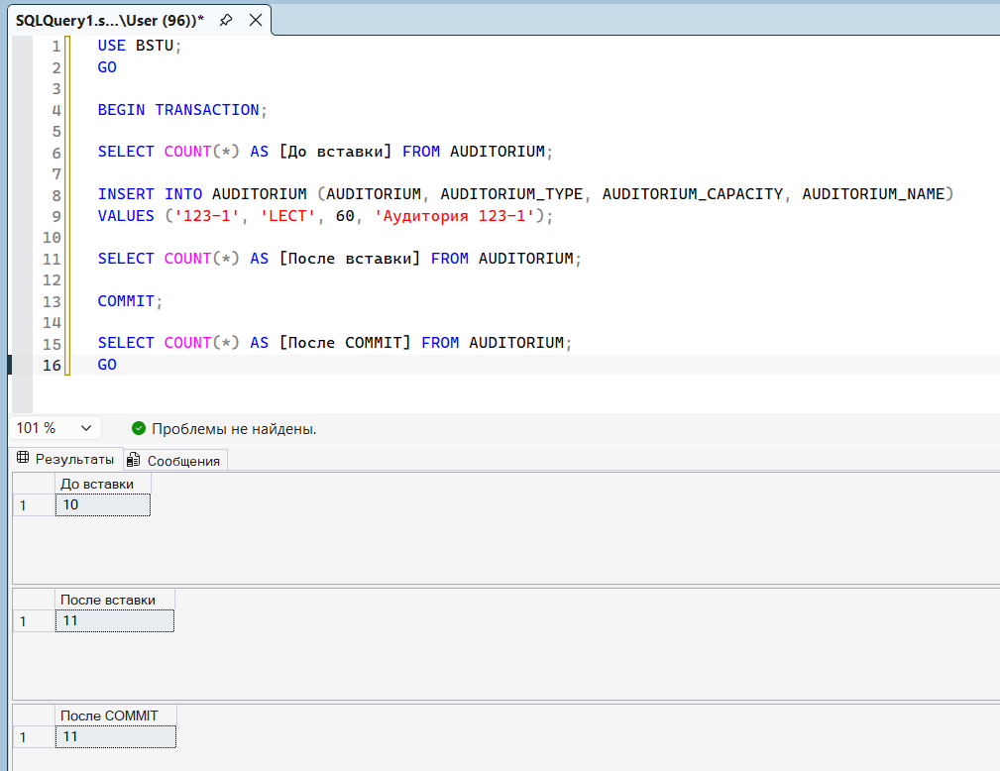 SQLQuery1.s...\User (96))*
1 USE BSTU;
2 GO
3
4 BEGIN TRANSACTION;
5
6 SELECT COUNT(*) AS [До вставки] FROM AUDITORIUM;
7
8 INSERT INTO AUDITORIUM (AUDITORIUM, AUDITORIUM_TYPE, AUDITORIUM_CAPACITY, AUDITORIUM_NAME)
9 VALUES ('123-1', 'LECT', 60, 'Аудитория 123-1');
10
11 SELECT COUNT(*) AS [После вставки] FROM AUDITORIUM;
12
13 COMMIT;
14
15 SELECT COUNT(*) AS [После COMMIT] FROM AUDITORIUM;
16 GO
101 % Проблемы не найдены.
Результаты Сообщения
До вставки
1 10
После вставки
1 11
После COMMIT
1 11